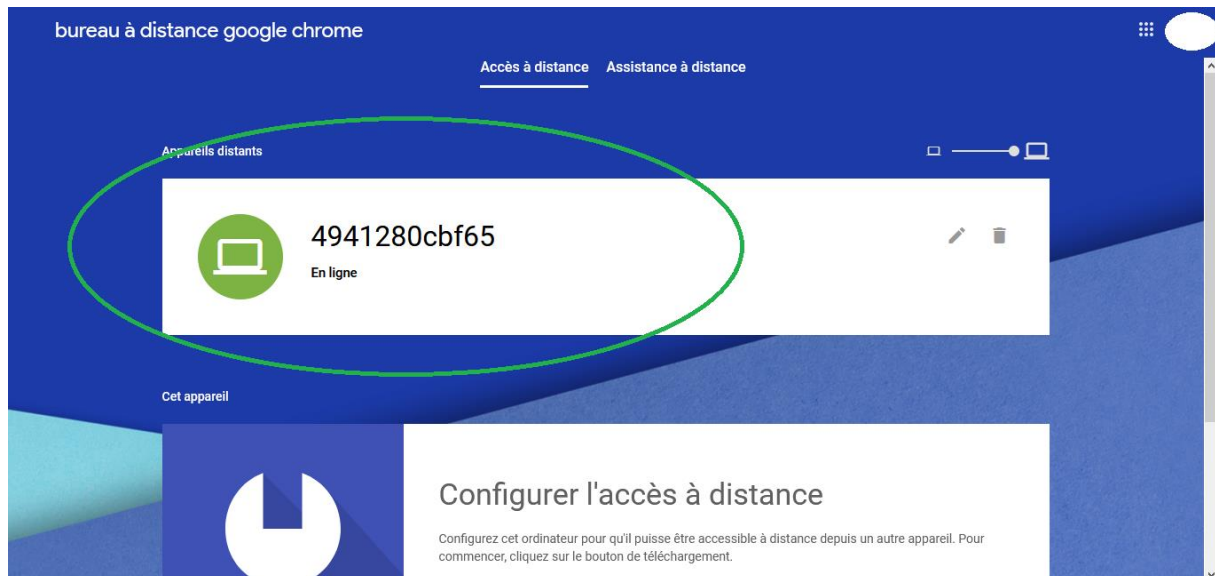 bureau à distance google chrome
Accès à distance Assistance à distance
Appareils distants
4941280cbf65
En ligne
Cet appareil
Configurer l'accès à distance
Configurez cet ordinateur pour qu'il puisse être accessible à distance depuis un autre appareil. Pour
commencer, cliquez sur le bouton de téléchargement.